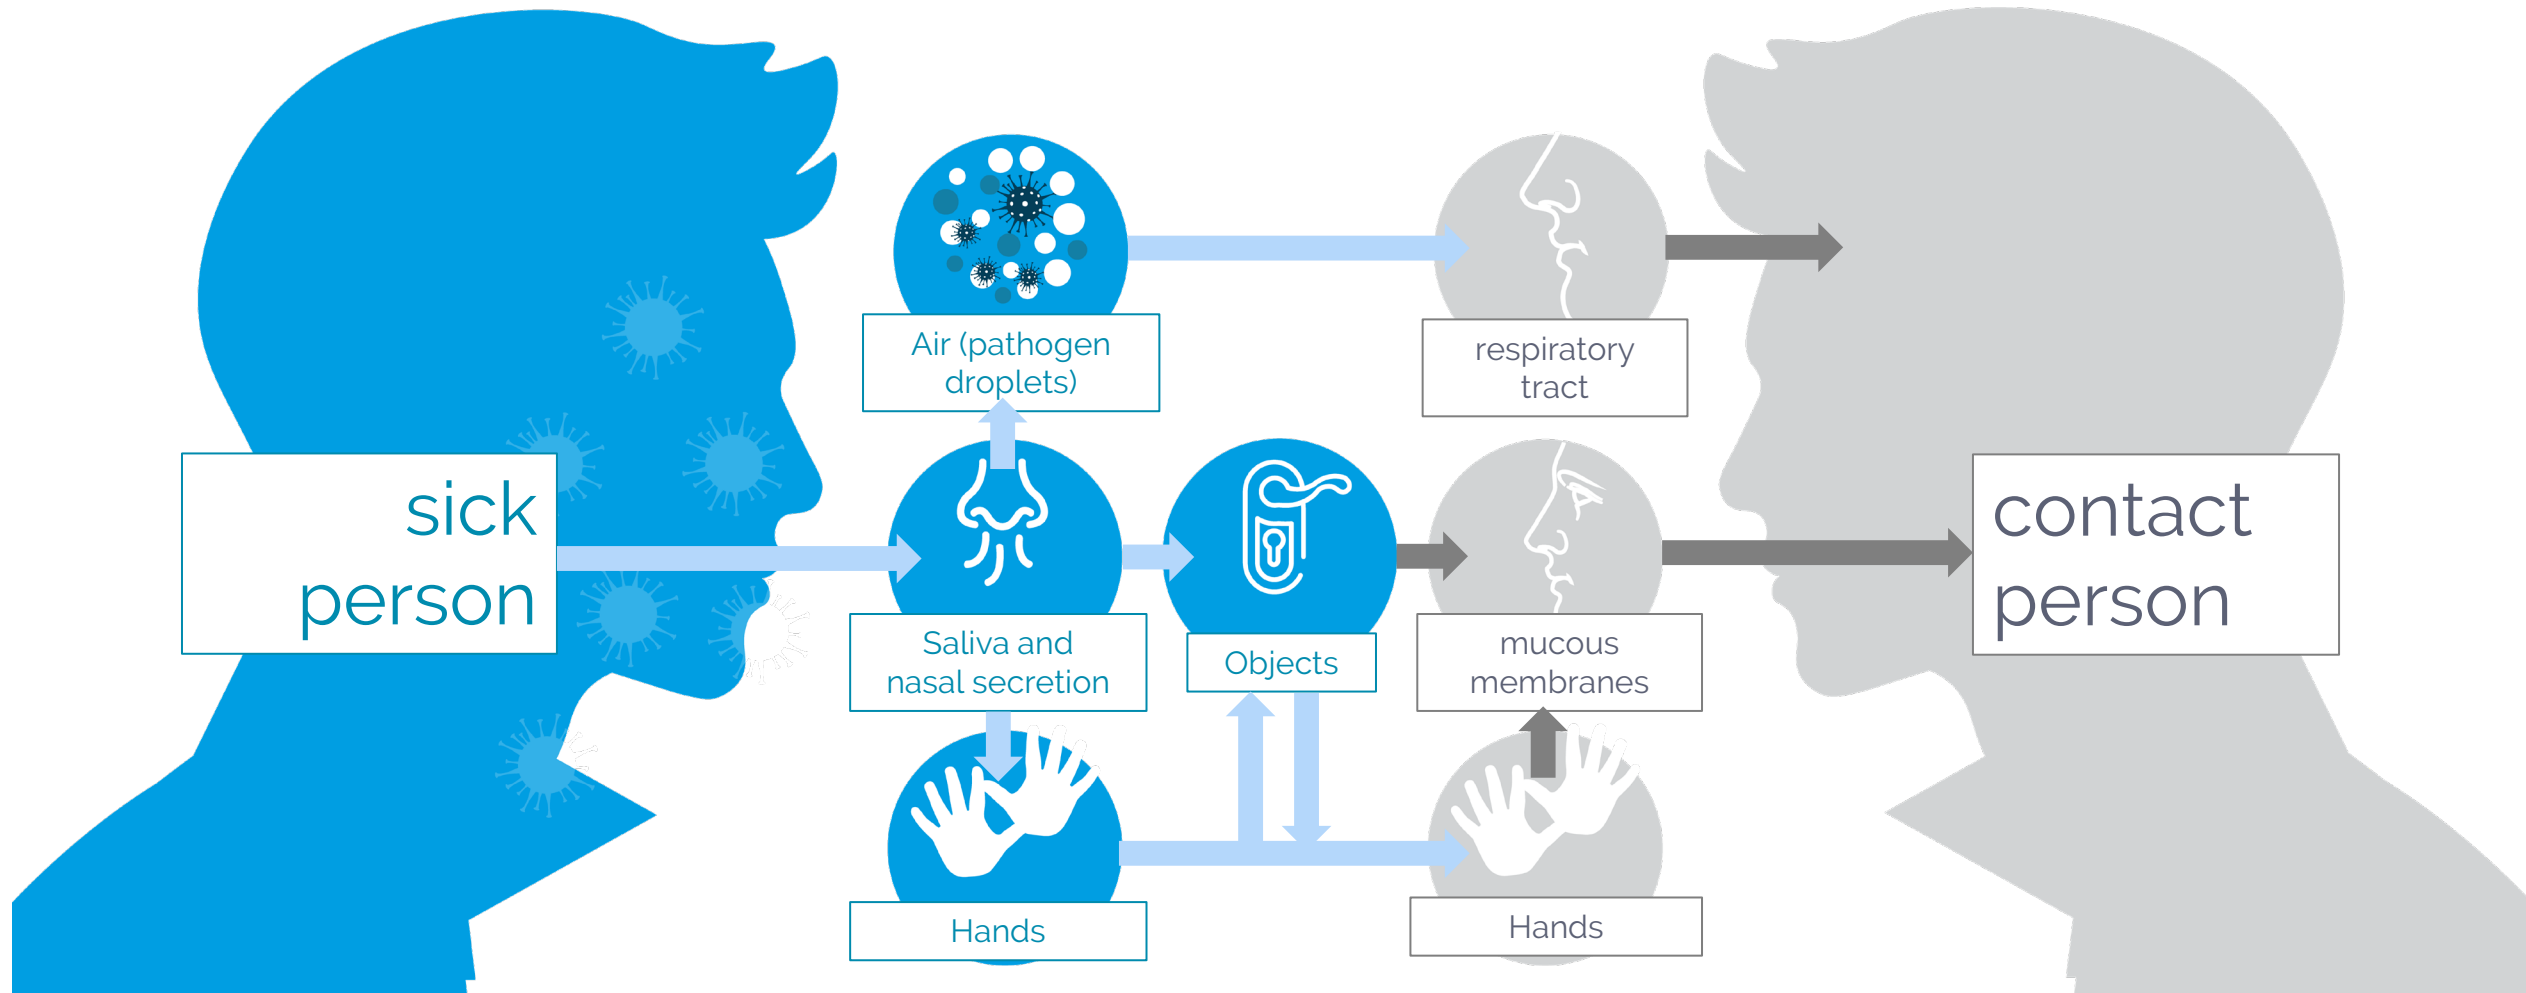 sick
person
Air (pathogen
droplets)
Saliva and
nasal secretion
Hands
Objects
respiratory
tract
mucous
membranes
Hands
contact
person